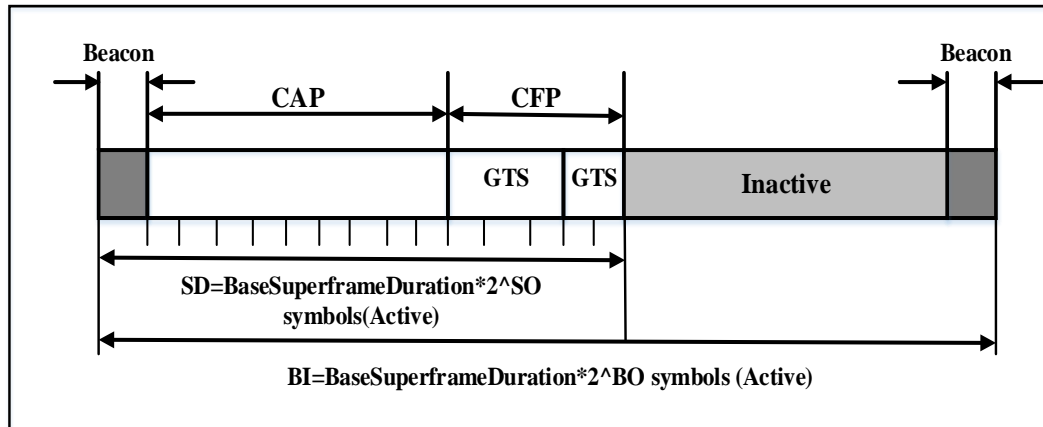 Beacon
Beacon
CAP
CFP
GTS
GTS
Inactive
SD=BaseSuperframeDuration*2^SO
symbols(Active)
BI=BaseSuperframeDuration*2^BO symbols (Active)